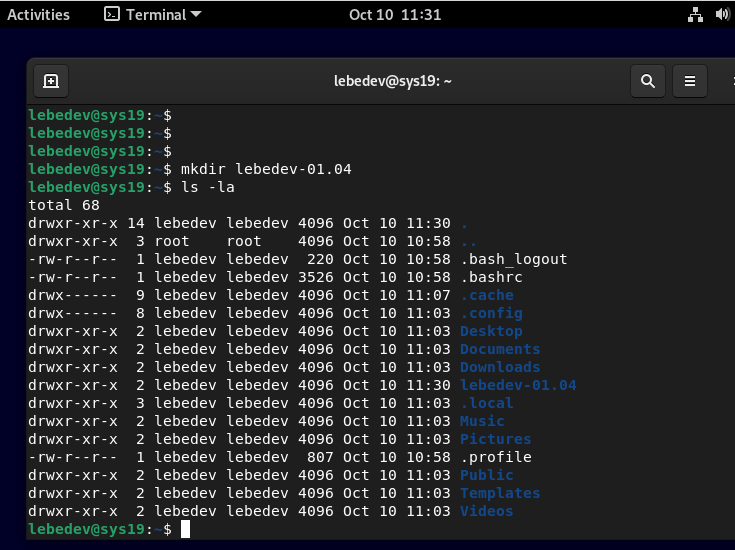 Activities Terminal Oct 10 11:31
lebedev@sys19: ~
lebedev@sys19:~$
lebedev@sys19:~$
lebedev@sys19:~$
lebedev@sys19:~$ mkdir lebedev-01.04
lebedev@sys19:~$ ls -la
total 68
drwxr-xr-x 14 lebedev lebedev 4096 Oct 10 11:30 .
drwxr-xr-x  3 root    root    4096 Oct 10 10:58 ..
-rw-r--r--  1 lebedev lebedev  220 Oct 10 10:58 .bash_logout
-rw-r--r--  1 lebedev lebedev 3526 Oct 10 10:58 .bashrc
drwx------  9 lebedev lebedev 4096 Oct 10 11:07 .cache
drwx------  8 lebedev lebedev 4096 Oct 10 11:03 .config
drwxr-xr-x  2 lebedev lebedev 4096 Oct 10 11:03 Desktop
drwxr-xr-x  2 lebedev lebedev 4096 Oct 10 11:03 Documents
drwxr-xr-x  2 lebedev lebedev 4096 Oct 10 11:03 Downloads
drwxr-xr-x  2 lebedev lebedev 4096 Oct 10 11:30 lebedev-01.04
drwxr-xr-x  3 lebedev lebedev 4096 Oct 10 11:03 .local
drwxr-xr-x  2 lebedev lebedev 4096 Oct 10 11:03 Music
drwxr-xr-x  2 lebedev lebedev 4096 Oct 10 11:03 Pictures
-rw-r--r--  1 lebedev lebedev  807 Oct 10 10:58 .profile
drwxr-xr-x  2 lebedev lebedev 4096 Oct 10 11:03 Public
drwxr-xr-x  2 lebedev lebedev 4096 Oct 10 11:03 Templates
drwxr-xr-x  2 lebedev lebedev 4096 Oct 10 11:03 Videos
lebedev@sys19:~$